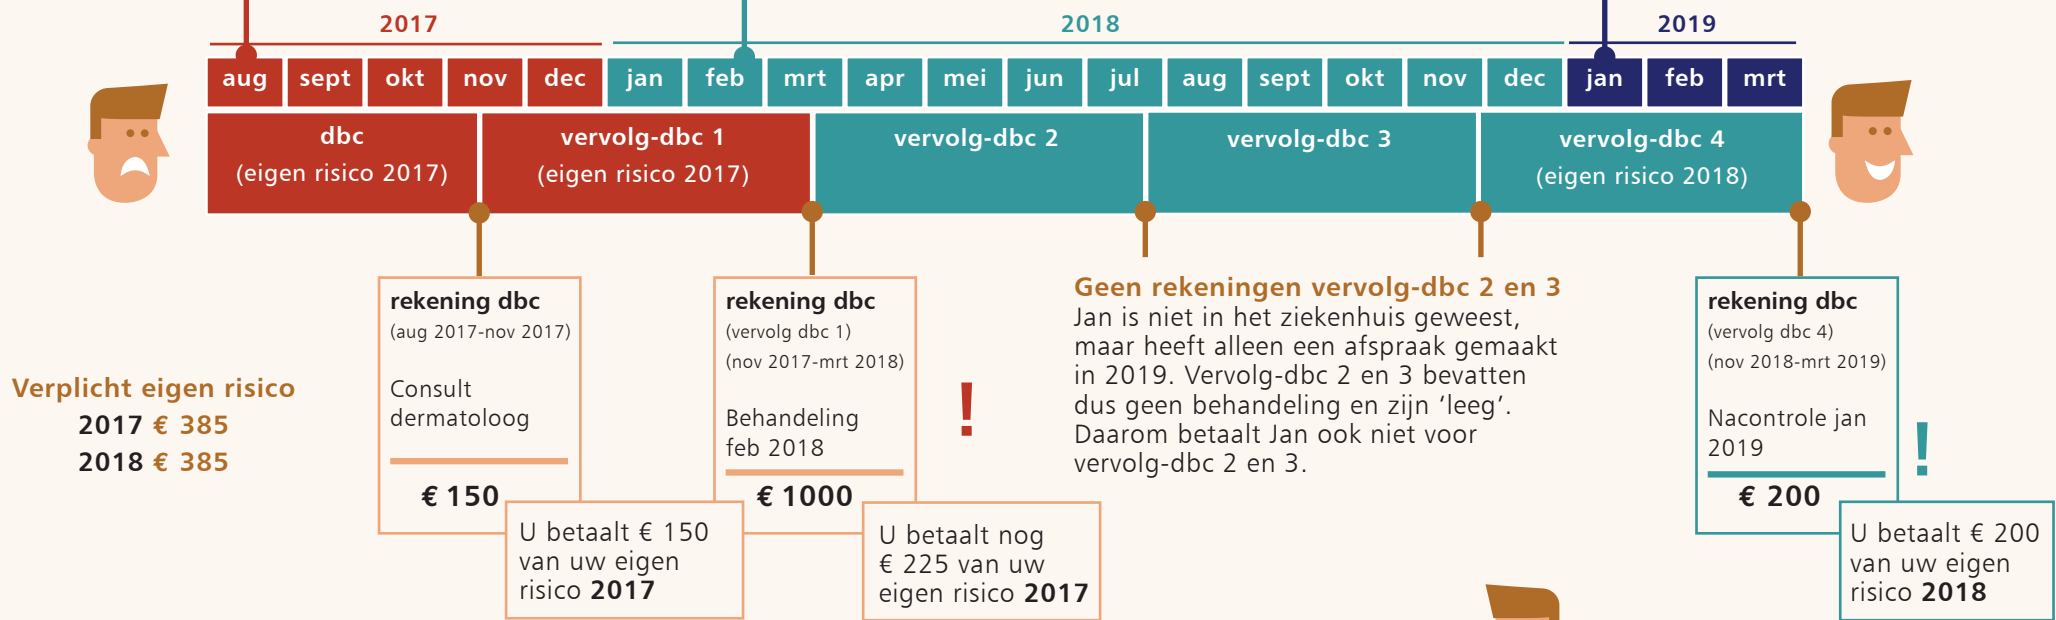 2017
2018
2019
aug sept okt nov dec jan feb mrt apr mei jun jul aug sept okt nov dec jan feb mrt
dbc
(eigen risico 2017)
vervolg-dbc 1
(eigen risico 2017)
vervolg-dbc 2
vervolg-dbc 3
vervolg-dbc 4
(eigen risico 2018)
Verplicht eigen risico
2017 € 385
2018 € 385
rekening dbc
(aug 2017-nov 2017)
Consult
dermatoloog
€ 150
U betaalt € 150
van uw eigen
risico 2017
rekening dbc
(vervolg dbc 1)
(nov 2017-mrt 2018)
Behandeling
feb 2018
€ 1000
!
U betaalt nog
€ 225 van uw
eigen risico 2017
Geen rekeningen vervolg-dbc 2 en 3
Jan is niet in het ziekenhuis geweest,
maar heeft alleen een afspraak gemaakt
in 2019. Vervolg-dbc 2 en 3 bevatten
dus geen behandeling en zijn ‘leeg’.
Daarom betaalt Jan ook niet voor
vervolg-dbc 2 en 3.
rekening dbc
(vervolg dbc 4)
(nov 2018-mrt 2019)
Nacontrole jan
2019
€ 200
!
U betaalt € 200
van uw eigen
risico 2018